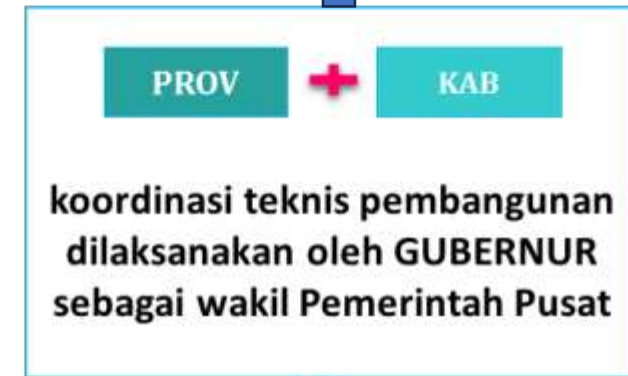 PROV + KAB
koordinasi teknis pembangunan
dilaksanakan oleh GUBERNUR
sebagai wakil Pemerintah Pusat